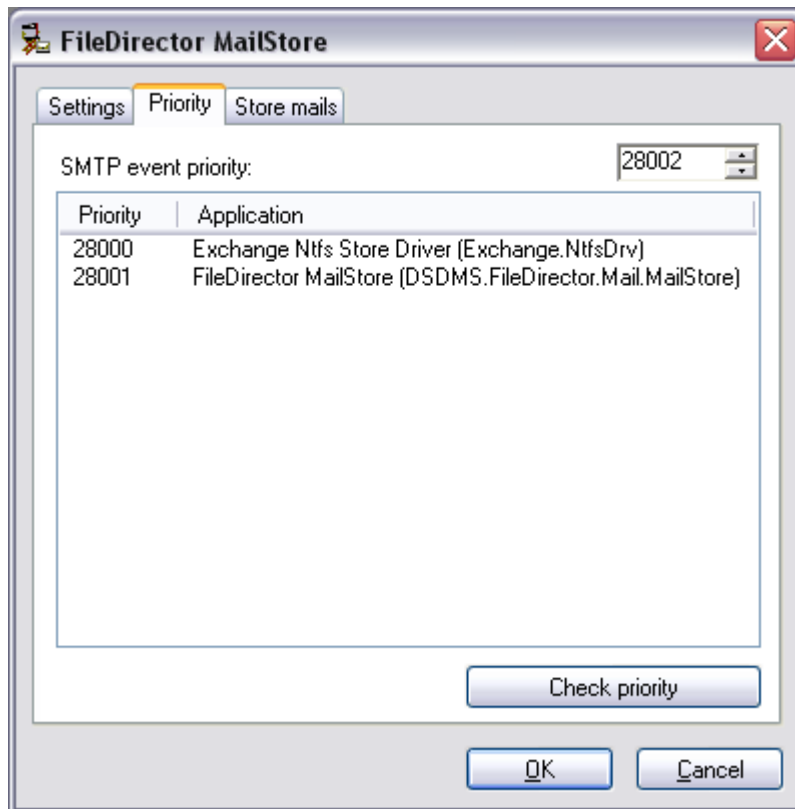 FileDirector MailStore
Settings Priority Store mails
SMTP event priority: 28002
Priority Application
28000 Exchange Ntfs Store Driver (Exchange.NtfsDrv)
28001 FileDirector MailStore (DSDMS.FileDirector.Mail.MailStore)
Check priority
OK Cancel